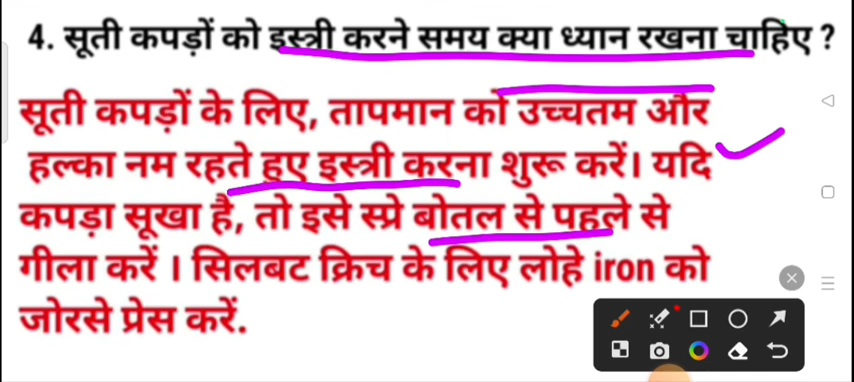 4. सूती कपड़ों को इस्त्री करने समय क्या ध्यान रखना चाहिए ?
सूती कपड़ों के लिए, तापमान को उच्चतम और
हल्का नम रहते हुए इस्त्री करना शुरू करें। यदि
कपड़ा सूखा है, तो इसे स्प्रे बोतल से पहले से
गीला करें । सिलबट क्रिच के लिए लोहे iron को
जोरसे प्रेस करें.